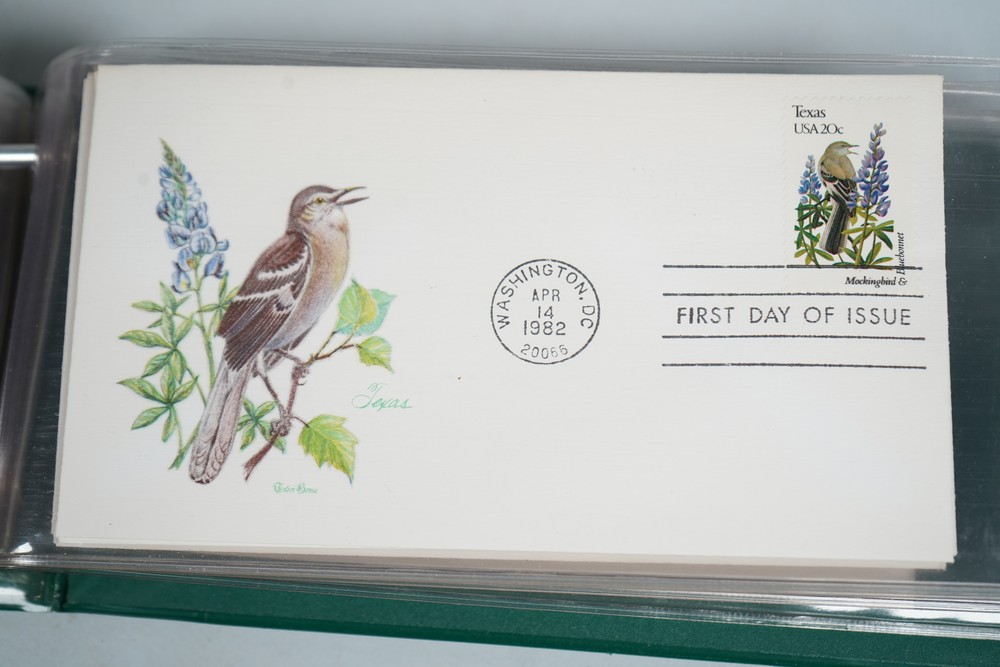 Texas
USA 20c
Mockingbird &
Bluebonnet
WASHINGTON, DC
APR
14
1982
20066
FIRST DAY OF ISSUE
Texas